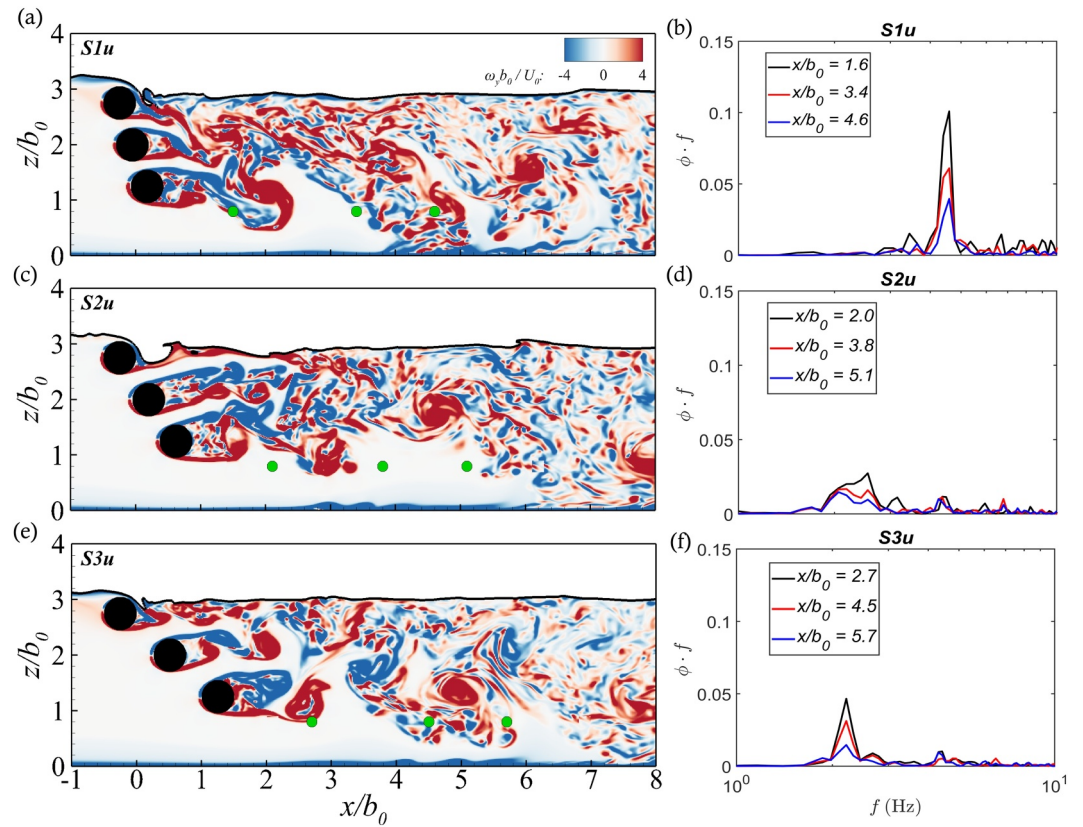 (a)
S1u
ω_y b_0 / U_0:
-4 0 4
z/b_0
4
3
2
1
0
(b)
S1u
0.15
0.1
0.05
0
ϕ · f
x/b_0 = 1.6
x/b_0 = 3.4
x/b_0 = 4.6
(c)
S2u
z/b_0
4
3
2
1
0
(d)
S2u
0.15
0.1
0.05
0
ϕ · f
x/b_0 = 2.0
x/b_0 = 3.8
x/b_0 = 5.1
(e)
S3u
z/b_0
4
3
2
1
0
-1 0 1 2 3 4 5 6 7 8
x/b_0
(f)
S3u
0.15
0.1
0.05
0
ϕ · f
x/b_0 = 2.7
x/b_0 = 4.5
x/b_0 = 5.7
10^0 10^1
f (Hz)